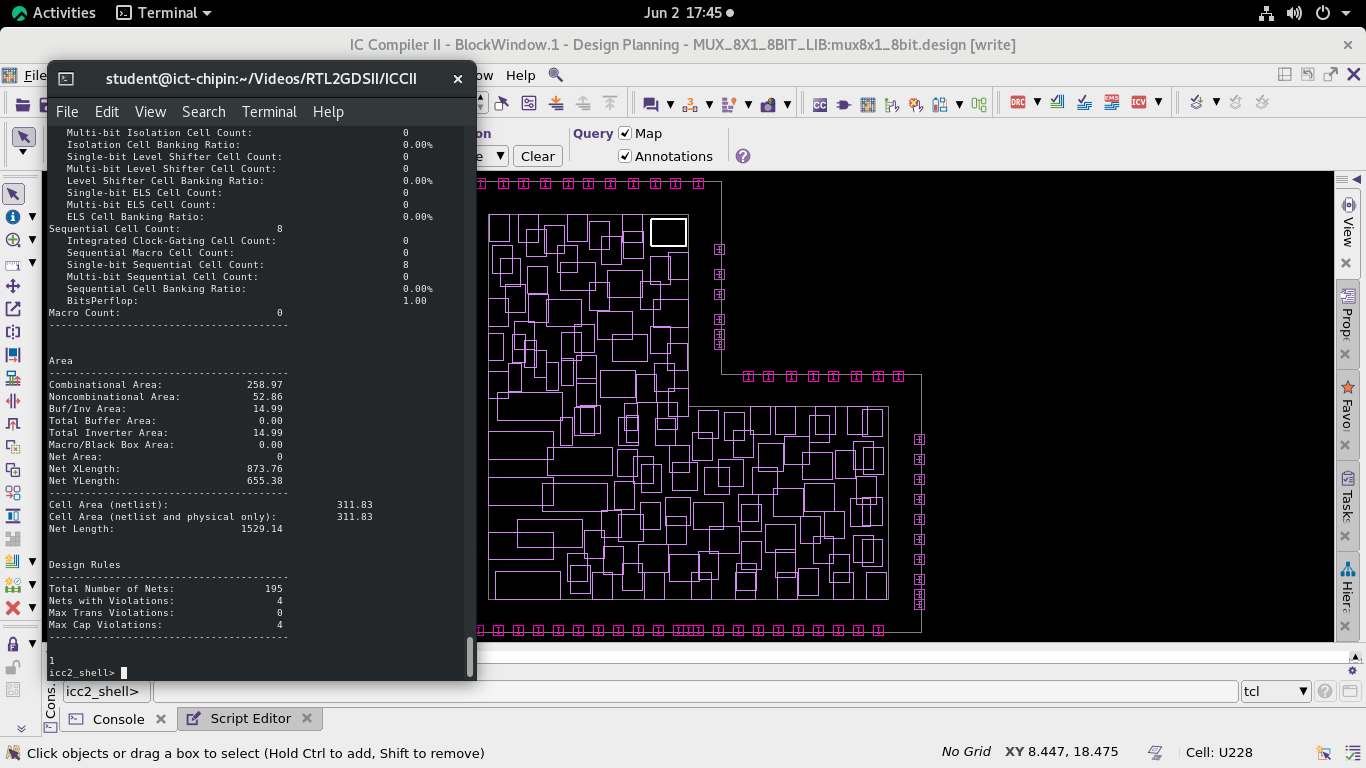 Activities
Terminal
Jun 2 17:45
IC Compiler II - BlockWindow.1 - Design Planning - MUX_8X1_8BIT_LIB:mux8x1_8bit.design [write]
File
Help
student@ict-chipin:~/Videos/RTL2GDSII/ICCII
File Edit View Search Terminal Help
DRC
EMS
ICV
CC
Query
Map
Clear
Annotations
Multi-bit Isolation Cell Count: 0
Isolation Cell Banking Ratio: 0.00%
Single-bit Level Shifter Cell Count: 0
Multi-bit Level Shifter Cell Count: 0
Level Shifter Cell Banking Ratio: 0.00%
Single-bit ELS Cell Count: 0
Multi-bit ELS Cell Count: 0
ELS Cell Banking Ratio: 0.00%
Sequential Cell Count: 8
Integrated Clock-Gating Cell Count: 0
Sequential Macro Cell Count: 0
Single-bit Sequential Cell Count: 8
Multi-bit Sequential Cell Count: 0
Sequential Cell Banking Ratio: 0.00%
BitsPerflop: 1.00
Macro Count: 0
----------------------------------------
Area
----------------------------------------
Combinational Area: 258.97
Noncombinational Area: 52.86
Buf/Inv Area: 14.99
Total Buffer Area: 0.00
Total Inverter Area: 14.99
Macro/Black Box Area: 0.00
Net Area: 0
Net XLength: 873.76
Net YLength: 655.38
----------------------------------------
Cell Area (netlist): 311.83
Cell Area (netlist and physical only): 311.83
Net Length: 1529.14
Design Rules
----------------------------------------
Total Number of Nets: 195
Nets with Violations: 4
Max Trans Violations: 0
Max Cap Violations: 4
----------------------------------------
1
icc2_shell>
View
Prope
Favo
Tasks
Hier
Cons
icc2_shell>
tcl
Console
Script Editor
Click objects or drag a box to select (Hold Ctrl to add, Shift to remove)
No Grid
XY 8.447, 18.475
Cell: U228